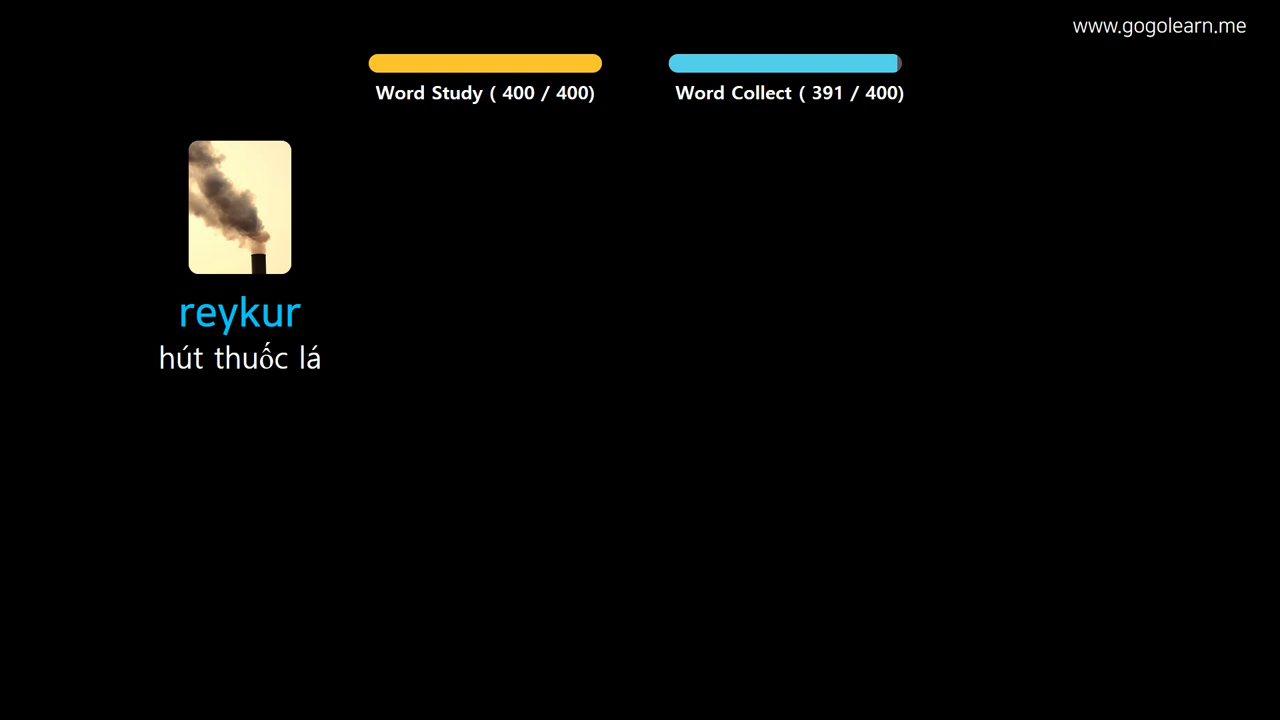 www.gogolearn.me
Word Study ( 400 / 400)
Word Collect ( 391 / 400)
reykur
hút thuốc lá